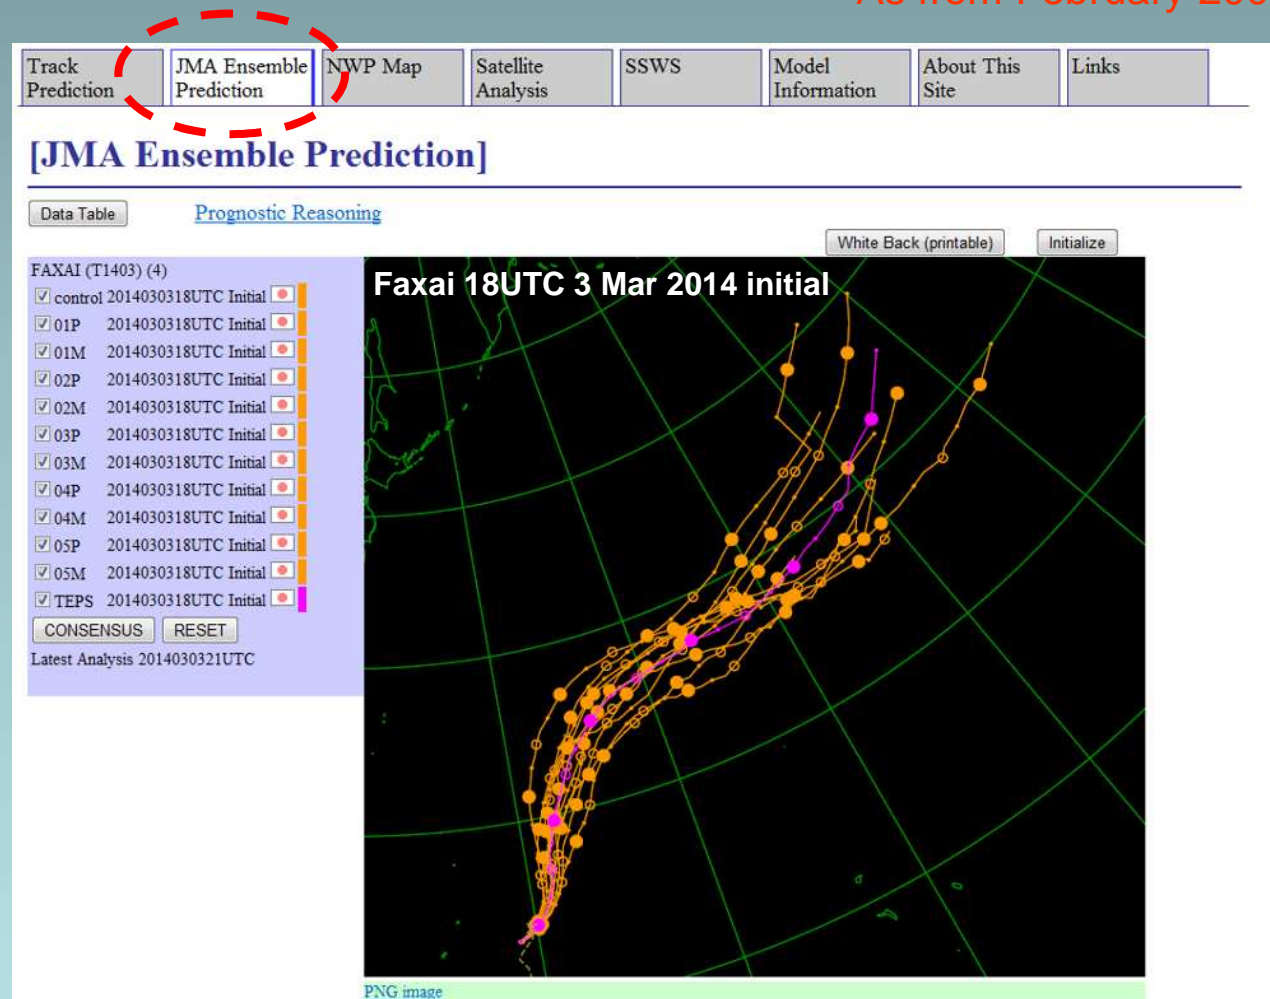 As from February 200
Track Prediction
JMA Ensemble Prediction
NWP Map
Satellite Analysis
SSWS
Model Information
About This Site
Links
[JMA Ensemble Prediction]
Data Table
Prognostic Reasoning
White Back (printable)
Initialize
FAXAI (T1403) (4)
control 2014030318UTC Initial
01P 2014030318UTC Initial
01M 2014030318UTC Initial
02P 2014030318UTC Initial
02M 2014030318UTC Initial
03P 2014030318UTC Initial
03M 2014030318UTC Initial
04P 2014030318UTC Initial
04M 2014030318UTC Initial
05P 2014030318UTC Initial
05M 2014030318UTC Initial
TEPS 2014030318UTC Initial
CONSENSUS RESET
Latest Analysis 2014030321UTC
Faxai 18UTC 3 Mar 2014 initial
PNG image